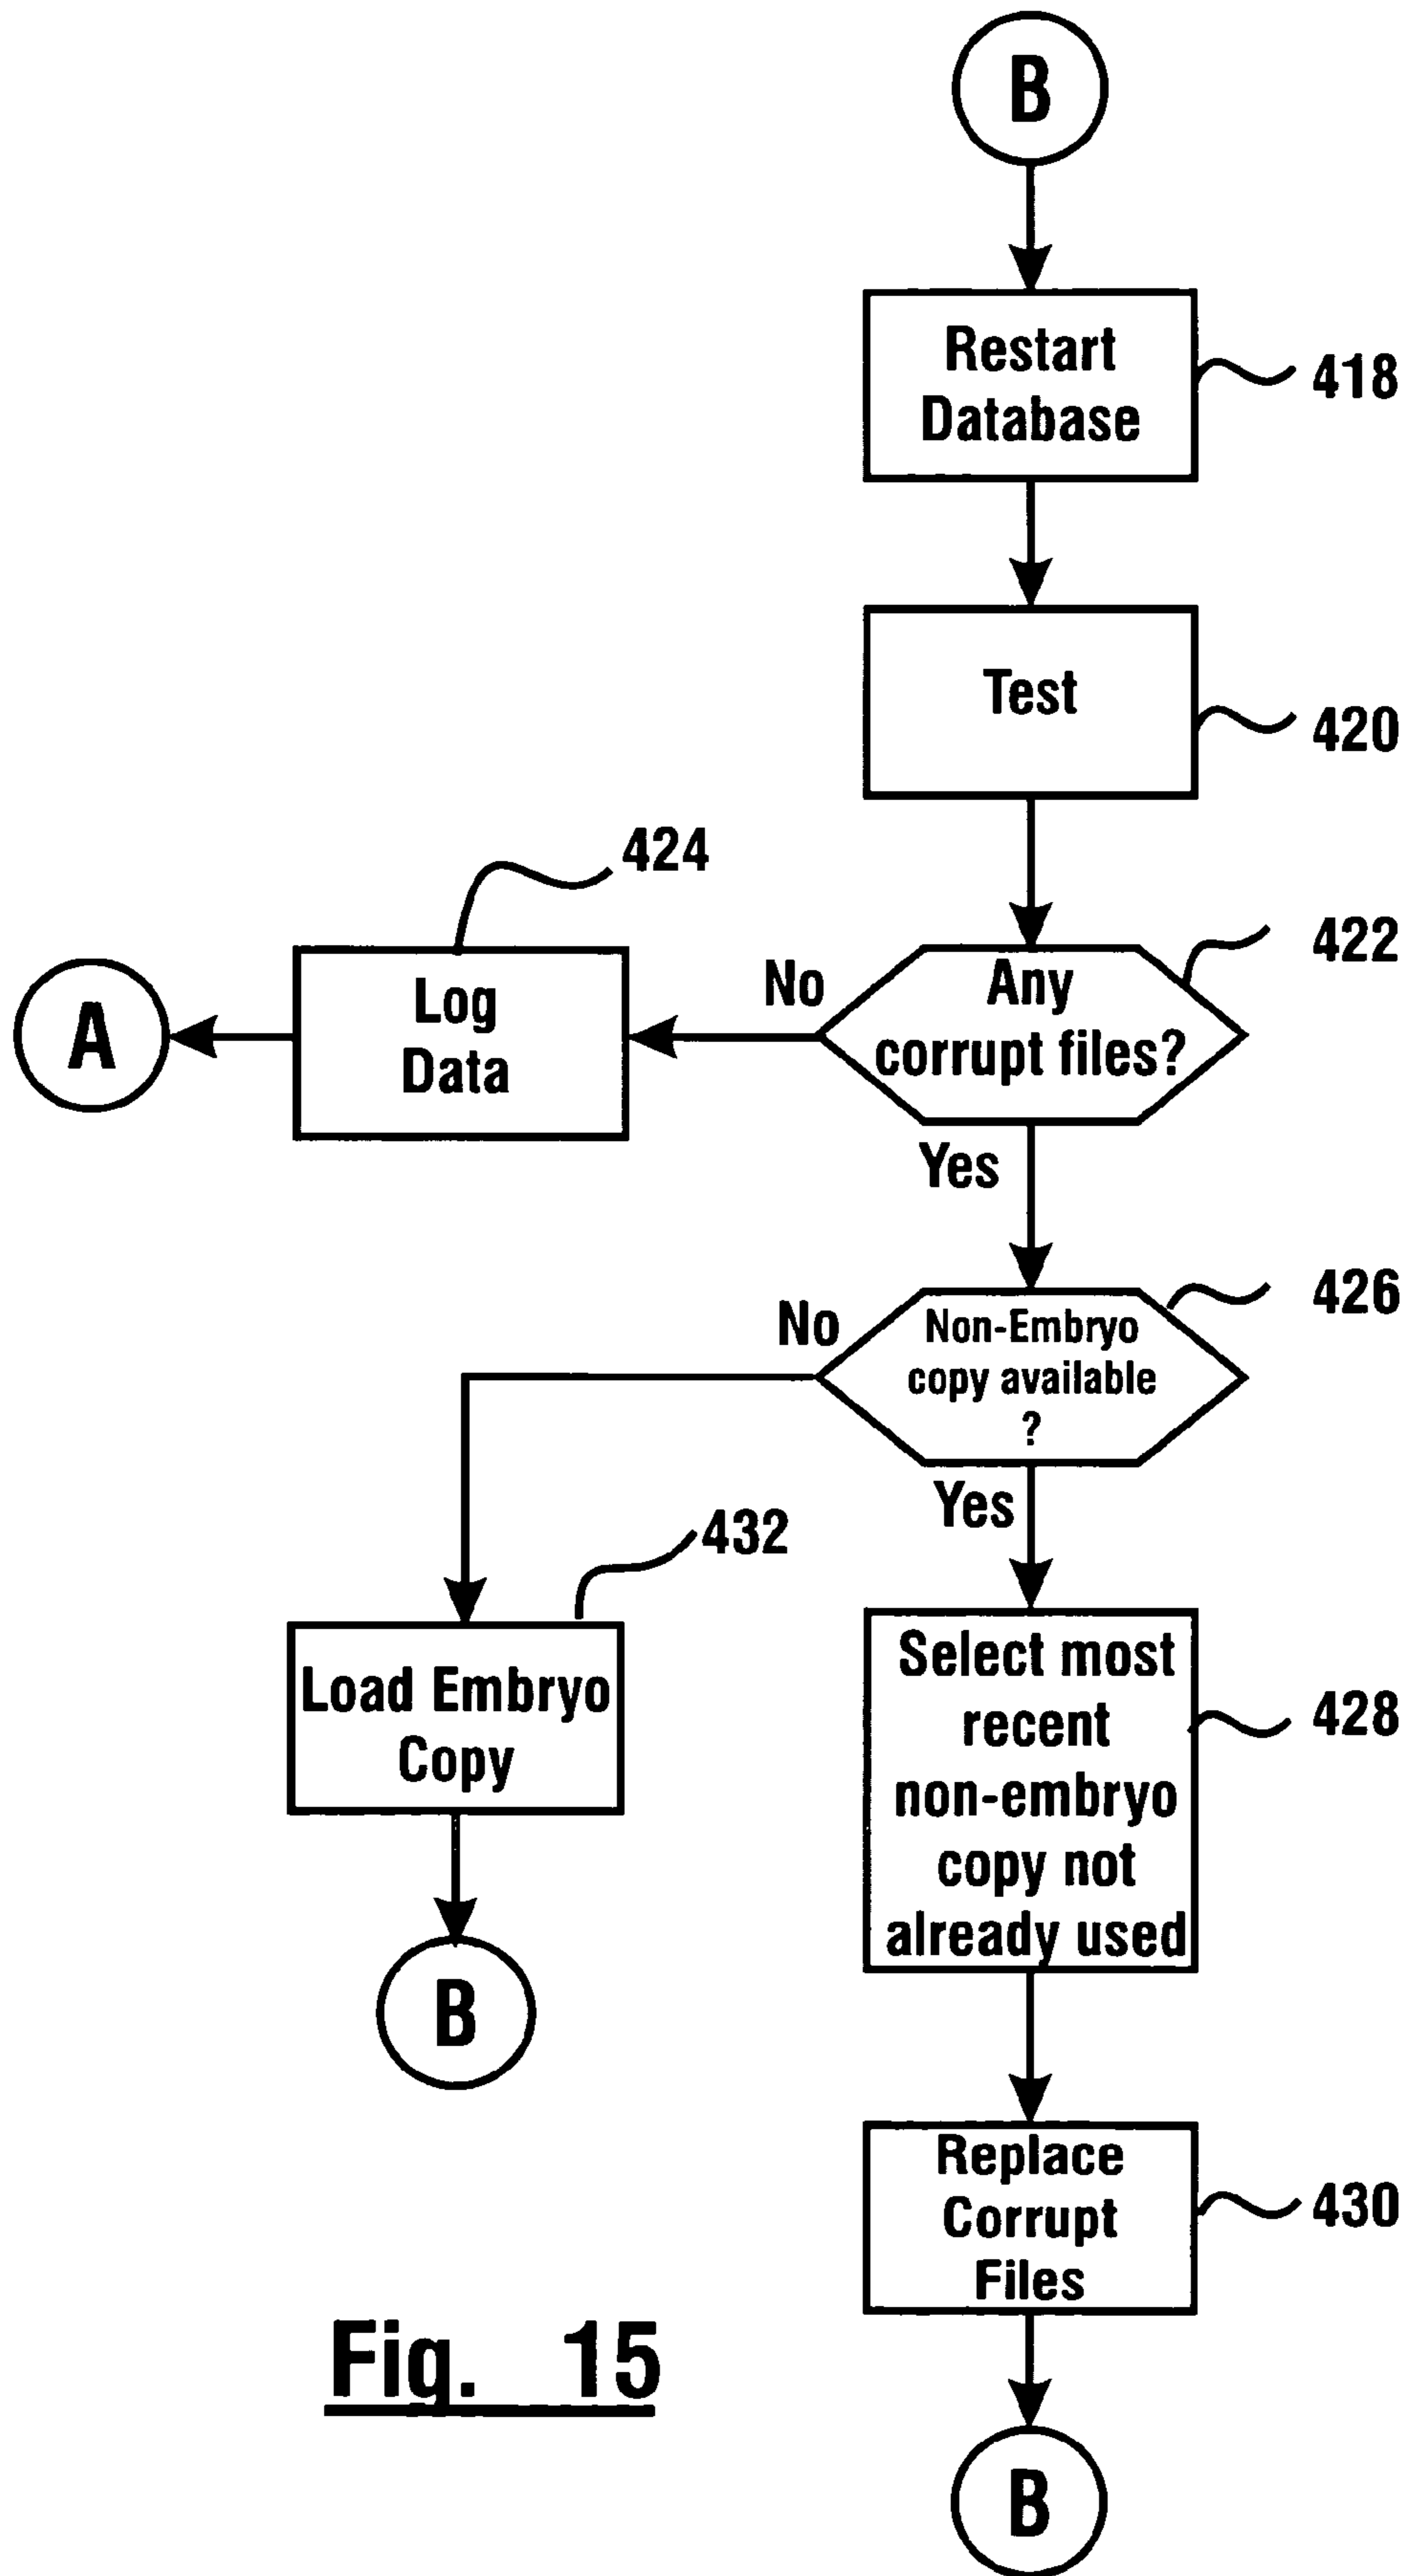 B
Restart
Database
418
Test
420
424
422
Any
corrupt files?
No
Log
Data
A
Yes
426
Non-Embryo
copy available
?
No
Yes
432
Load Embryo
Copy
B
Select most
recent
non-embryo
copy not
already used
428
Replace
Corrupt
Files
430
B
Fig. 15